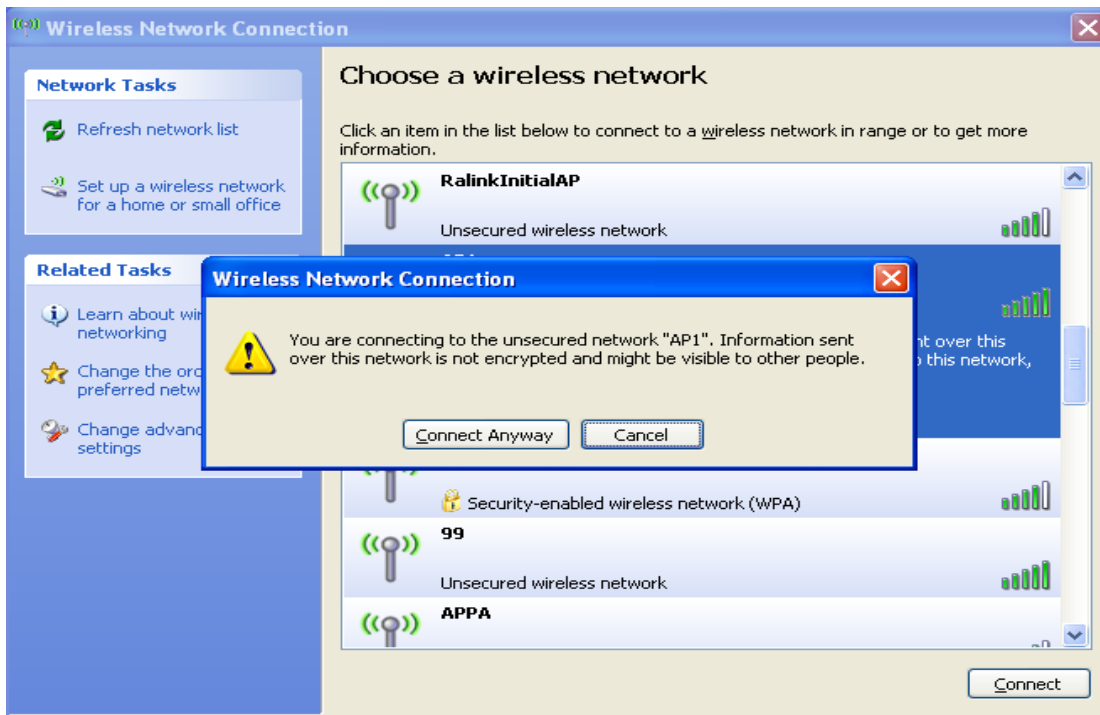 Wireless Network Connection
Network Tasks
Refresh network list
Set up a wireless network
for a home or small office
Related Tasks
Learn about
networking
Change the
preferred
Change
settings
Choose a wireless network
Click an item in the list below to connect to a wireless network in range or to get more
information.
RalinkInitialAP
Unsecured wireless network
over this
this network,
Wireless Network Connection
You are connecting to the unsecured network "AP1". Information sent
over this network is not encrypted and might be visible to other people.
Connect Anyway
Cancel
Security-enabled wireless network (WPA)
99
Unsecured wireless network
APPA
Connect